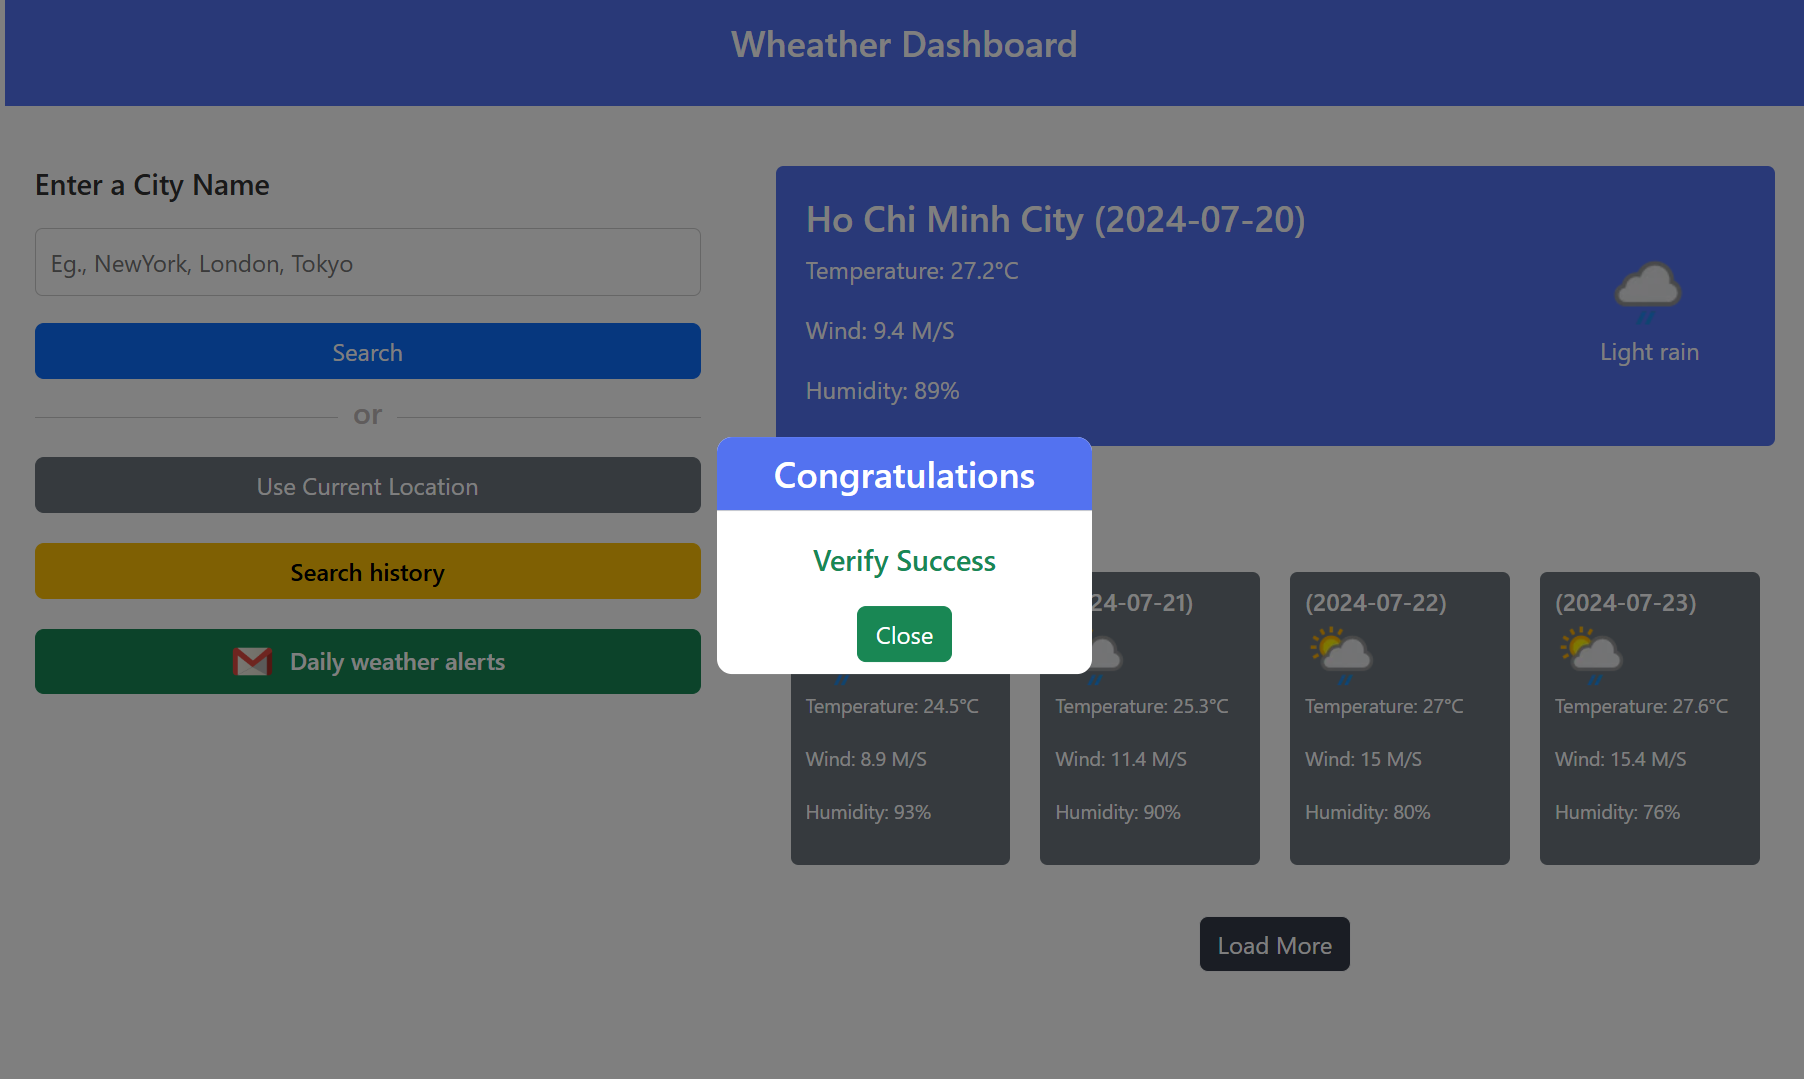 Wheather Dashboard
Enter a City Name
Eg., NewYork, London, Tokyo
Search
or
Use Current Location
Search history
Daily weather alerts
Ho Chi Minh City (2024-07-20)
Temperature: 27.2°C
Wind: 9.4 M/S
Humidity: 89%
Light rain
Congratulations
Verify Success
Close
Temperature: 24.5°C
Wind: 8.9 M/S
Humidity: 93%
24-07-21)
Temperature: 25.3°C
Wind: 11.4 M/S
Humidity: 90%
(2024-07-22)
Temperature: 27°C
Wind: 15 M/S
Humidity: 80%
(2024-07-23)
Temperature: 27.6°C
Wind: 15.4 M/S
Humidity: 76%
Load More